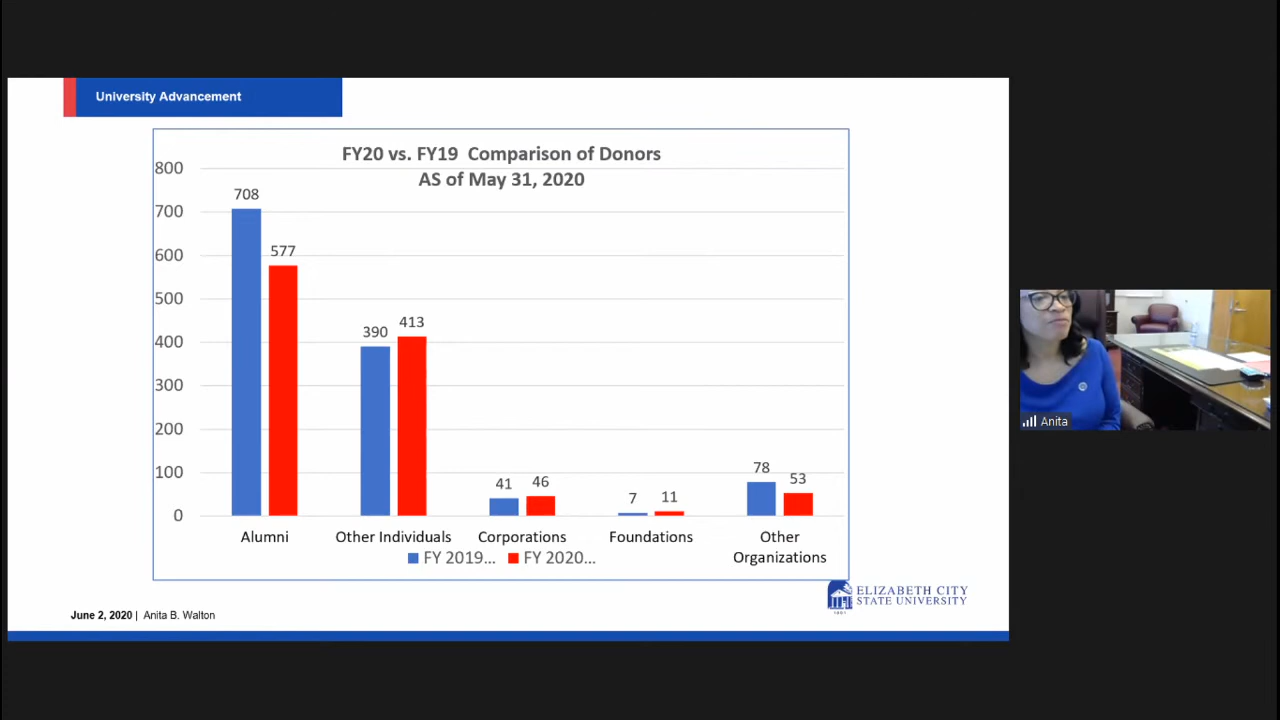 University Advancement
FY20 vs. FY19 Comparison of Donors
AS of May 31, 2020
800
700
600
500
400
300
200
100
0
708
577
390
413
41
46
7
11
78
53
Alumni
Other Individuals
Corporations
Foundations
Other
Organizations
FY 2019...
FY 2020...
ELIZABETH CITY
STATE UNIVERSITY
1891
June 2, 2020 | Anita B. Walton
Anita